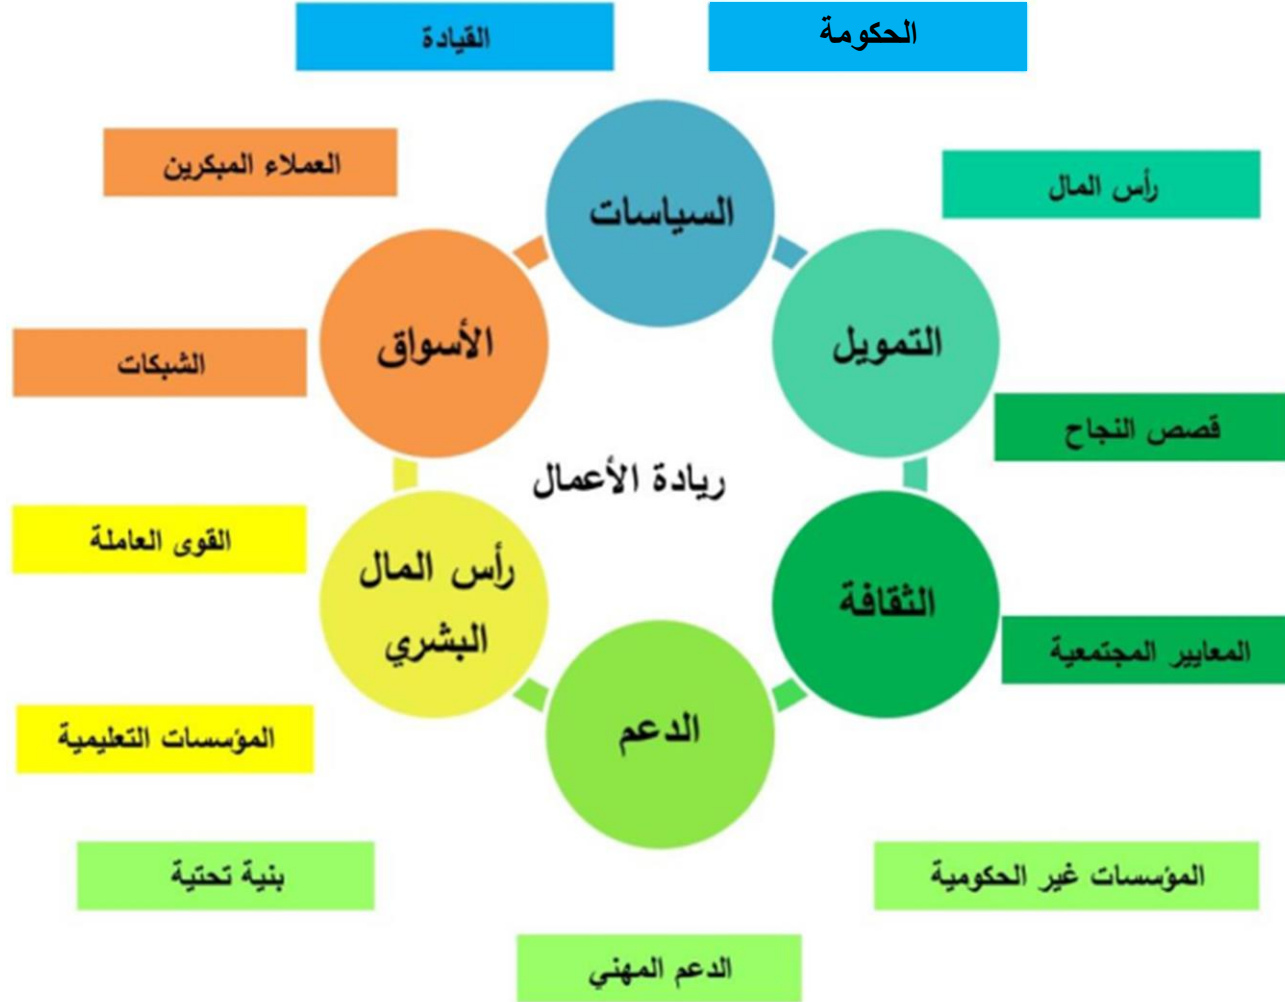 الحكومة
القيادة
العملاء المبكرين
رأس المال
السياسات
الأسواق
التمويل
الشبكات
قصص النجاح
ريادة الأعمال
القوى العاملة
رأس المال
البشري
الثقافة
المعايير المجتمعية
الدعم
المؤسسات التعليمية
المؤسسات غير الحكومية
بنية تحتية
الدعم المهني